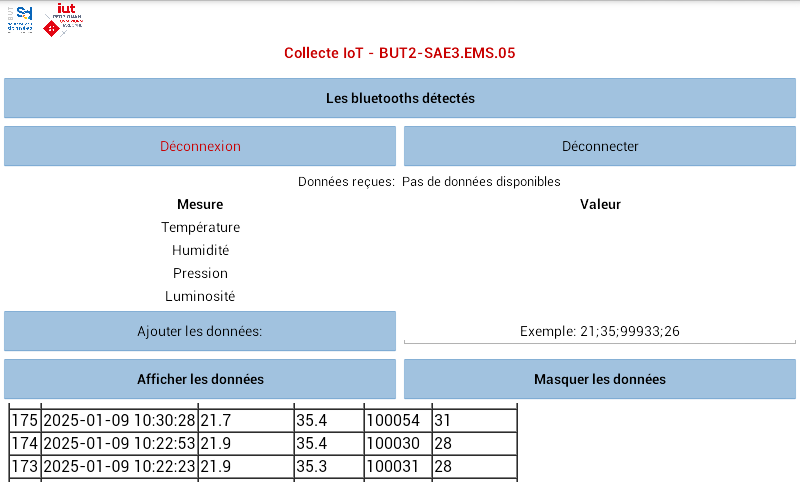 iut
Collecte IoT - BUT2-SAE3.EMS.05
Les bluetooths détectés
Déconnexion
Déconnecter
Données reçues: Pas de données disponibles
Mesure Valeur
Température
Humidité
Pression
Luminosité
Ajouter les données: Exemple: 21;35;99933;26
Afficher les données Masquer les données
175 2025-01-09 10:30:28 21.7 35.4 100054 31
174 2025-01-09 10:22:53 21.9 35.4 100030 28
173 2025-01-09 10:22:23 21.9 35.3 100031 28